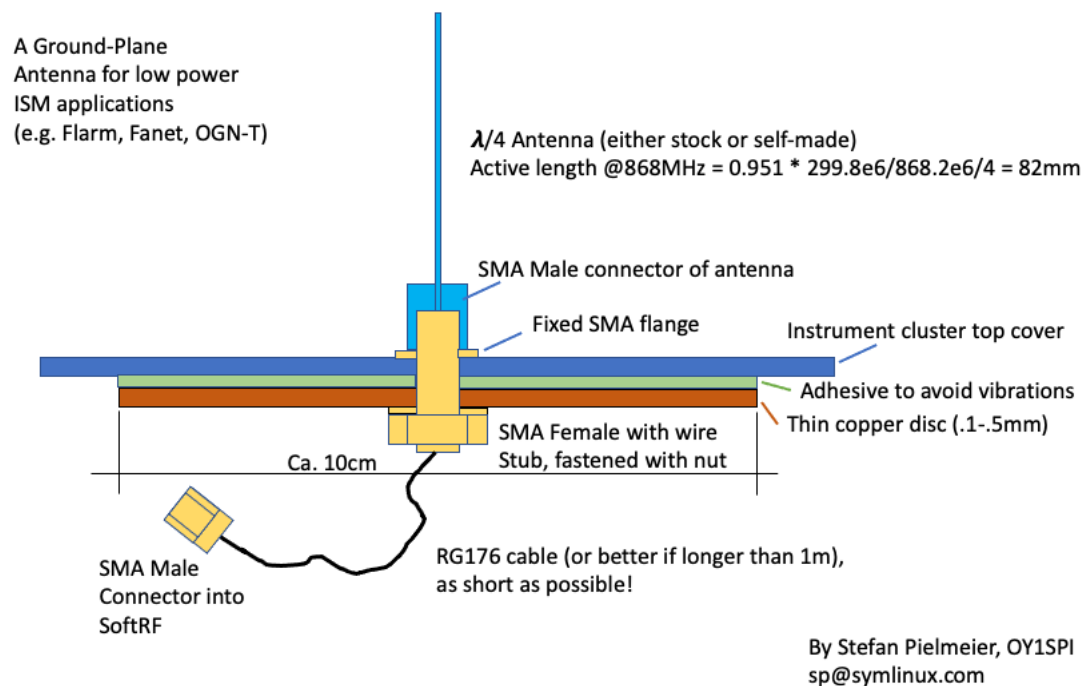 A Ground-Plane
Antenna for low power
ISM applications
(e.g. Flarm, Fanet, OGN-T)
λ/4 Antenna (either stock or self-made)
Active length @868MHz = 0.951 * 299.8e6/868.2e6/4 = 82mm
SMA Male connector of antenna
Fixed SMA flange
Instrument cluster top cover
Adhesive to avoid vibrations
Thin copper disc (.1-.5mm)
SMA Female with wire
Stub, fastened with nut
Ca. 10cm
RG176 cable (or better if longer than 1m),
as short as possible!
SMA Male
Connector into
SoftRF
By Stefan Pielmeier, OY1SPI
sp@symlinux.com